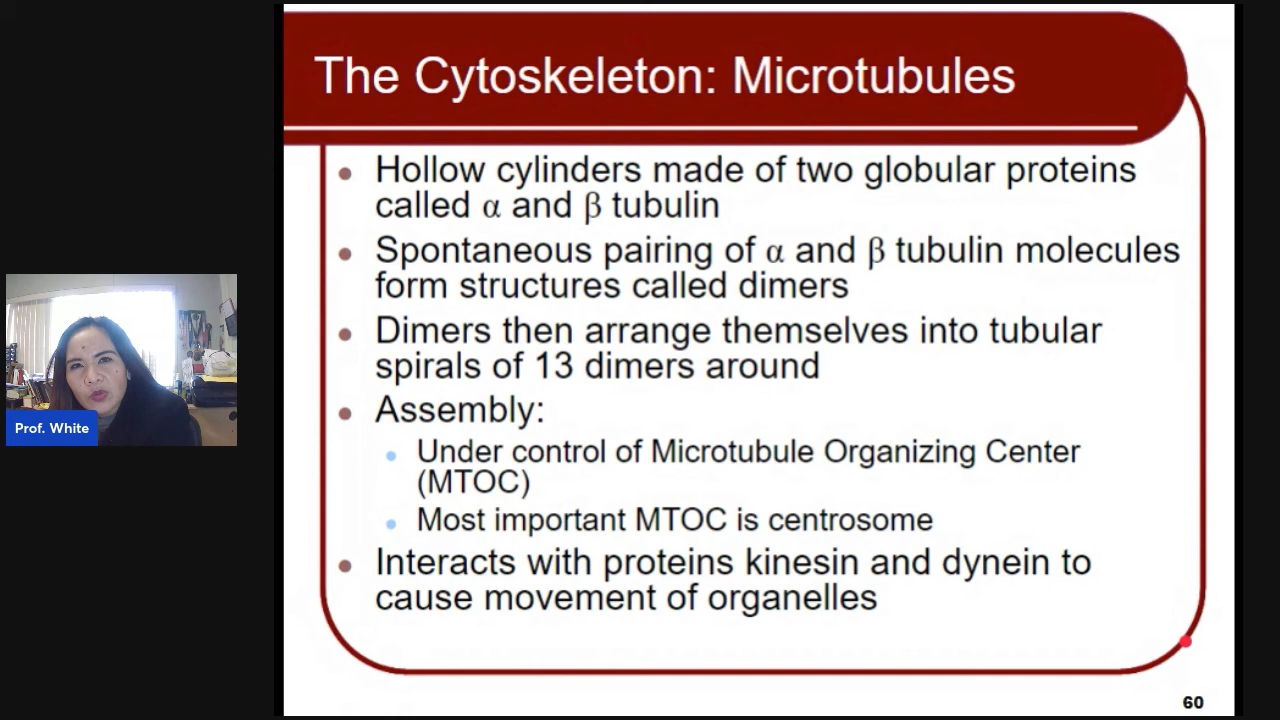 The Cytoskeleton: Microtubules
Hollow cylinders made of two globular proteins
called α and β tubulin
Spontaneous pairing of α and β tubulin molecules
form structures called dimers
Dimers then arrange themselves into tubular
spirals of 13 dimers around
Assembly:
Under control of Microtubule Organizing Center
(MTOC)
Most important MTOC is centrosome
Interacts with proteins kinesin and dynein to
cause movement of organelles
60
Prof. White